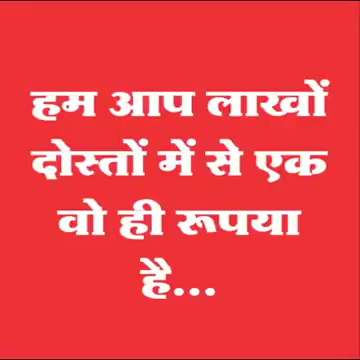 हम आप लाखों
दोस्तों में से एक
वो ही रूपया
है...